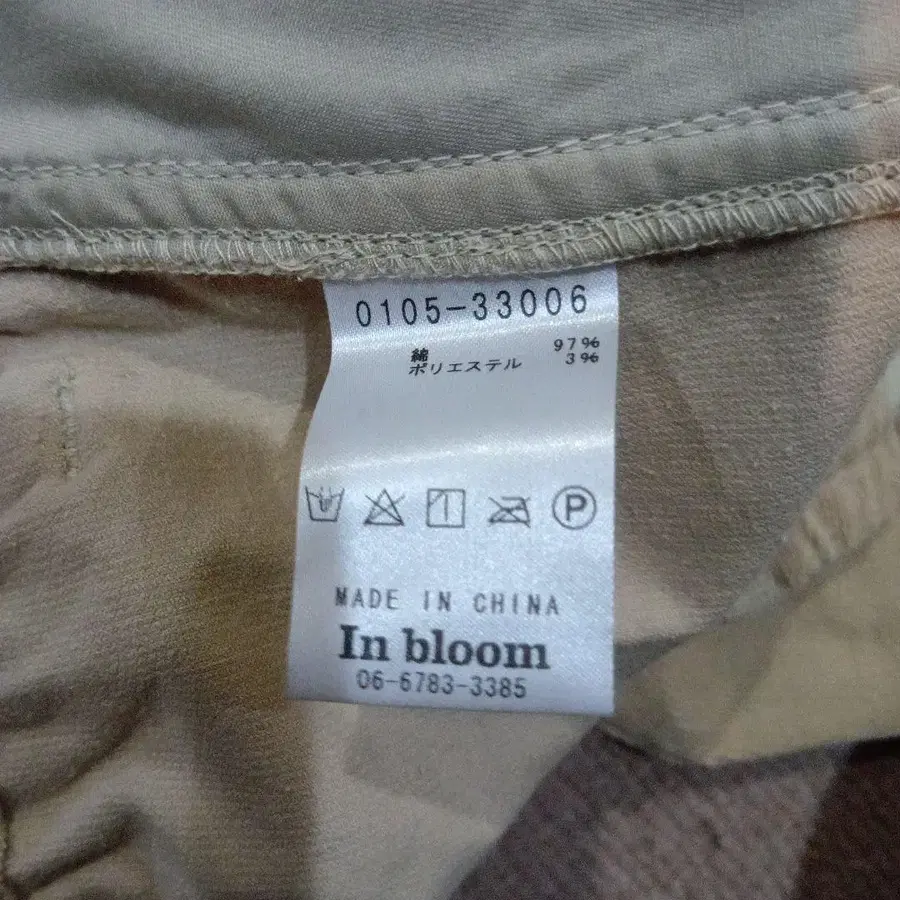 0105-33006
綿 97%
ポリエステル 3%
P
MADE IN CHINA
In bloom
06-6783-3385